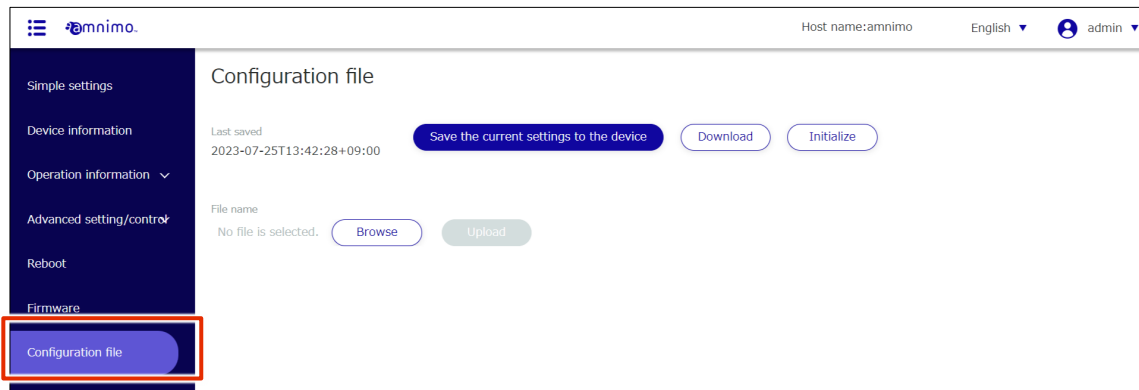 amnimo
Host name:amnimo
English
admin
Simple settings
Device information
Operation information
Advanced setting/control
Reboot
Firmware
Configuration file
Configuration file
Last saved
2023-07-25T13:42:28+09:00
Save the current settings to the device
Download
Initialize
File name
No file is selected.
Browse
Upload